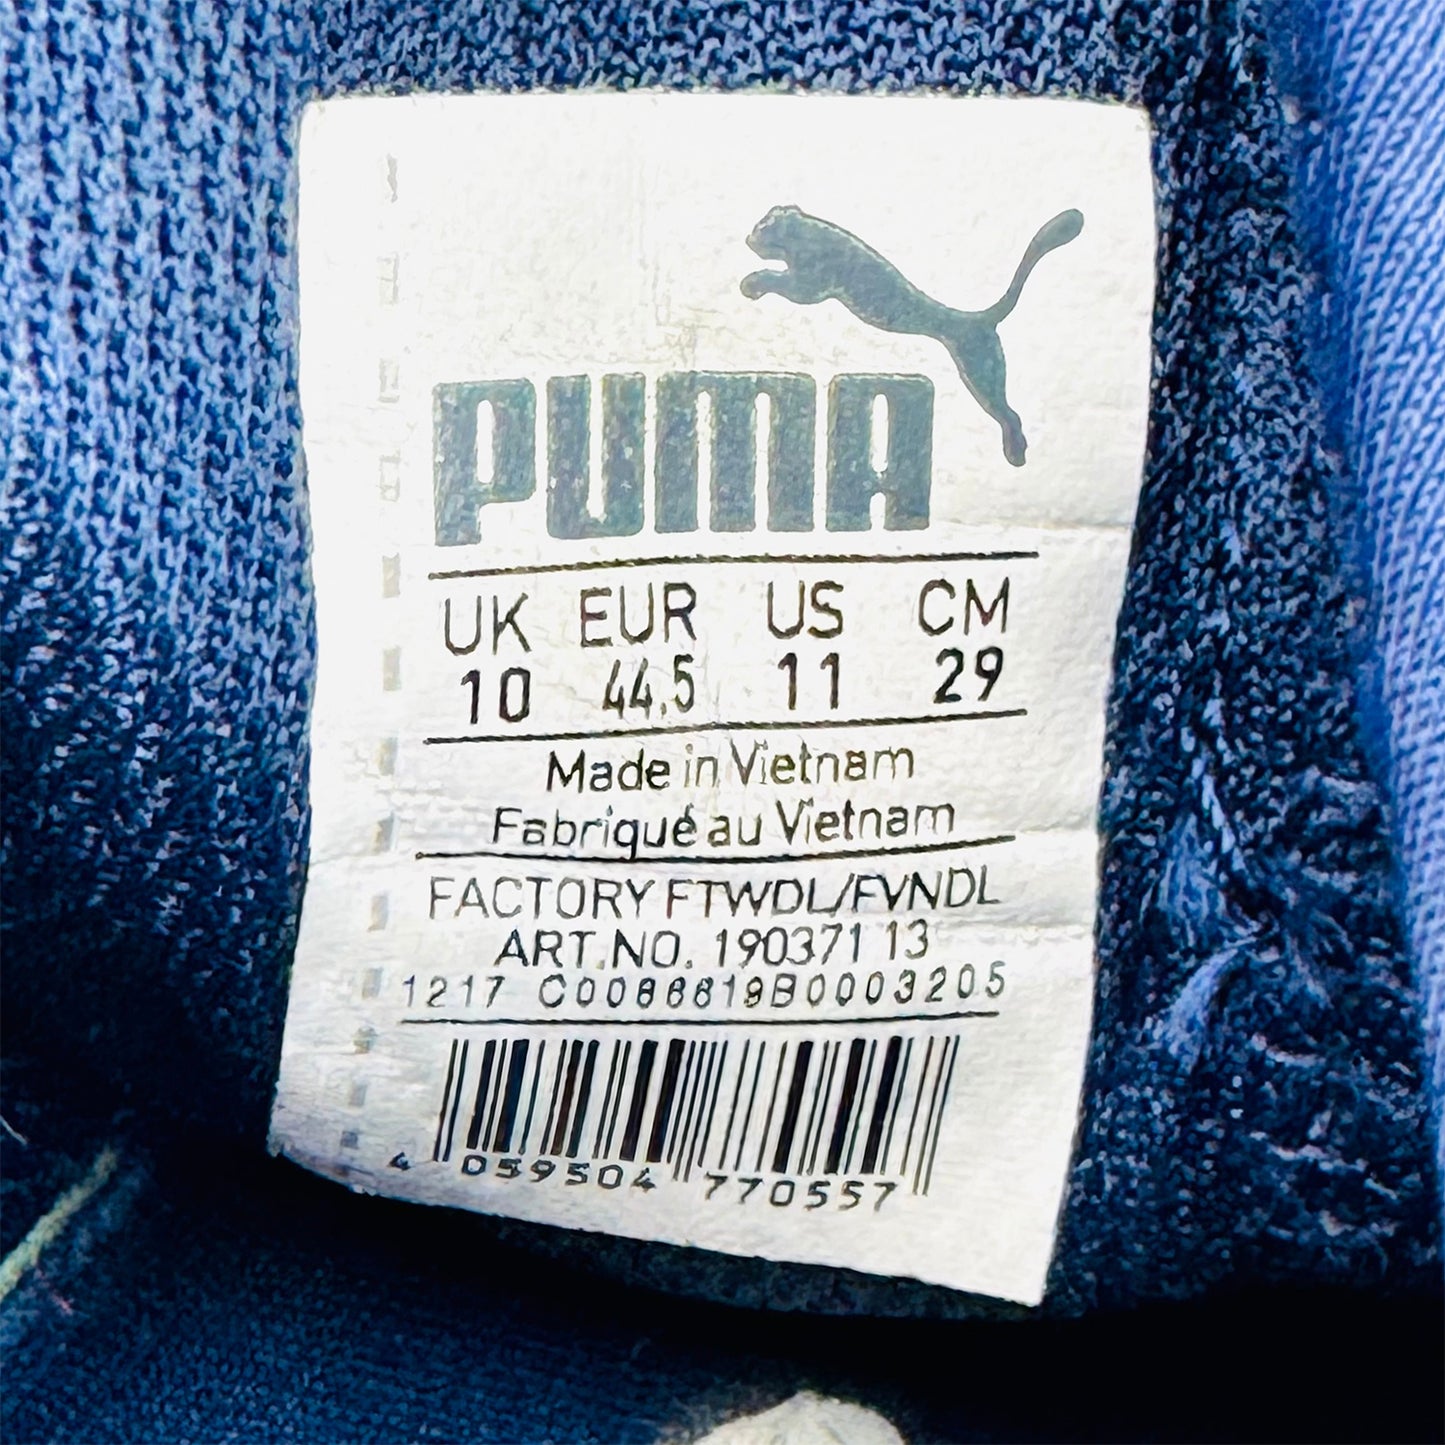 PUMA
UK EUR US CM
10 44,5 11 29
Made in Vietnam
Fabriqué au Vietnam
FACTORY FTWDL/FVNDL
ART.NO. 190371 13
1217 C0088819B0003205
4 059504 770557